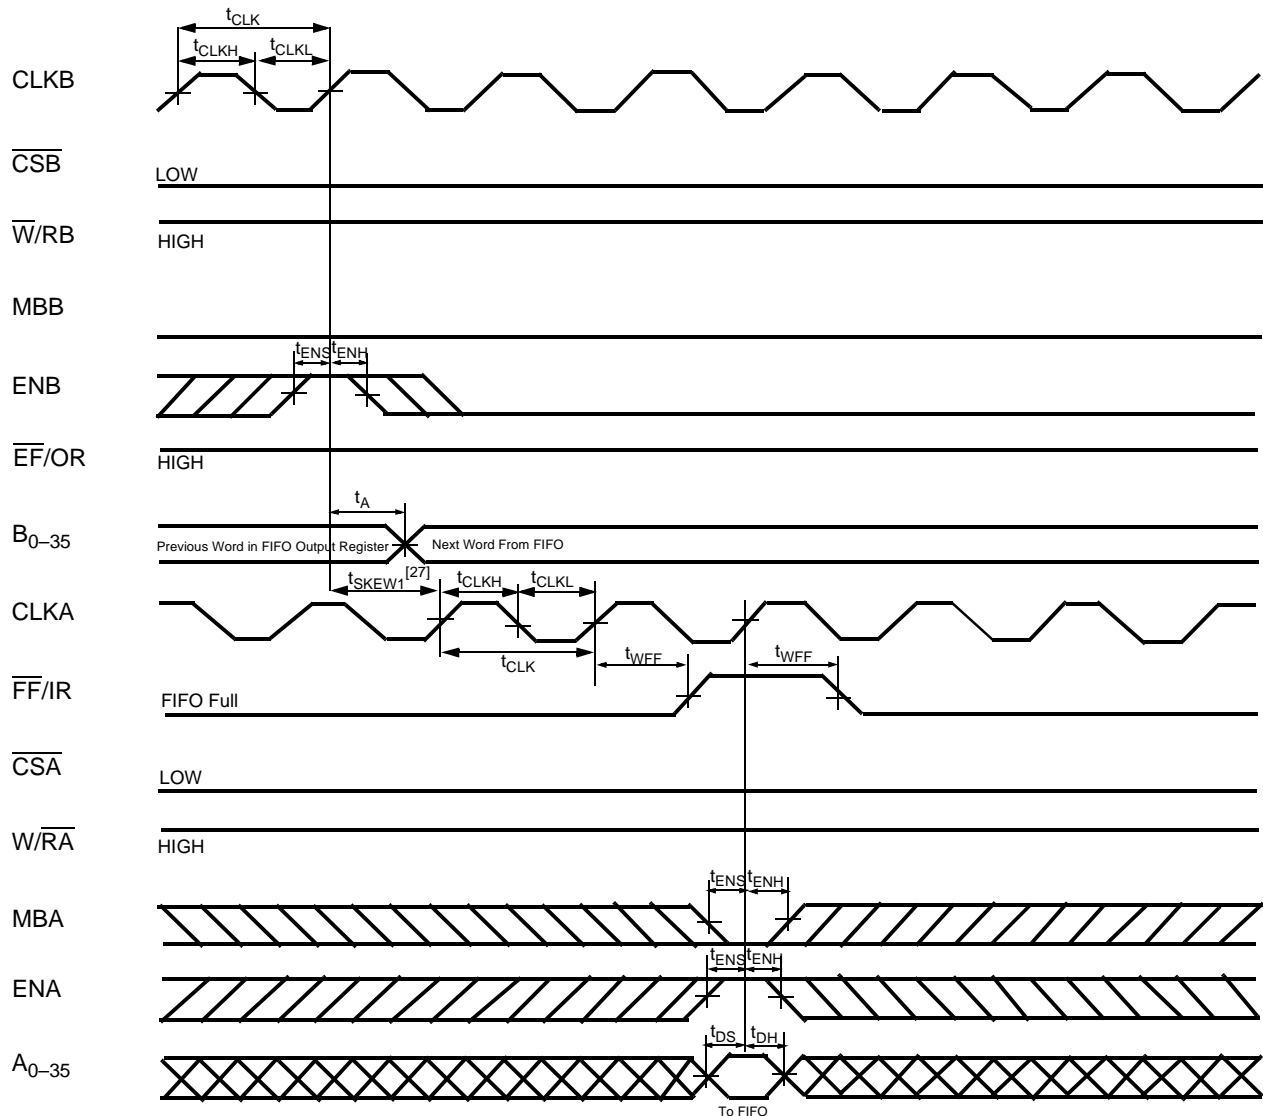 tCLK
tCLKH tCLKL
CLKB
CSB
LOW
W/RB
HIGH
MBB
tENS tENH
ENB
EF/OR
HIGH
tA
B0–35
Previous Word in FIFO Output Register Next Word From FIFO
tSKEW1[27] tCLKH tCLKL
CLKA
tCLK
tWFF tWFF
FF/IR
FIFO Full
CSA
LOW
W/RA
HIGH
tENS tENH
MBA
tENS tENH
ENA
tDS tDH
A0–35
To FIFO